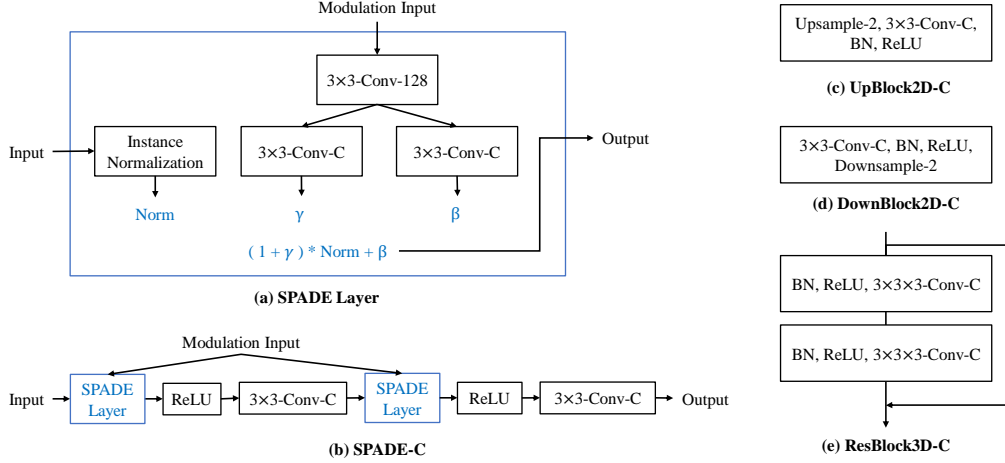 Modulation Input
3×3-Conv-128
Input
Instance
Normalization
3×3-Conv-C
3×3-Conv-C
Output
Norm
γ
β
( 1 + γ ) * Norm + β
(a) SPADE Layer
Modulation Input
Input
SPADE
Layer
ReLU
3×3-Conv-C
SPADE
Layer
ReLU
3×3-Conv-C
Output
(b) SPADE-C
Upsample-2, 3×3-Conv-C,
BN, ReLU
(c) UpBlock2D-C
3×3-Conv-C, BN, ReLU,
Downsample-2
(d) DownBlock2D-C
BN, ReLU, 3×3×3-Conv-C
BN, ReLU, 3×3×3-Conv-C
(e) ResBlock3D-C